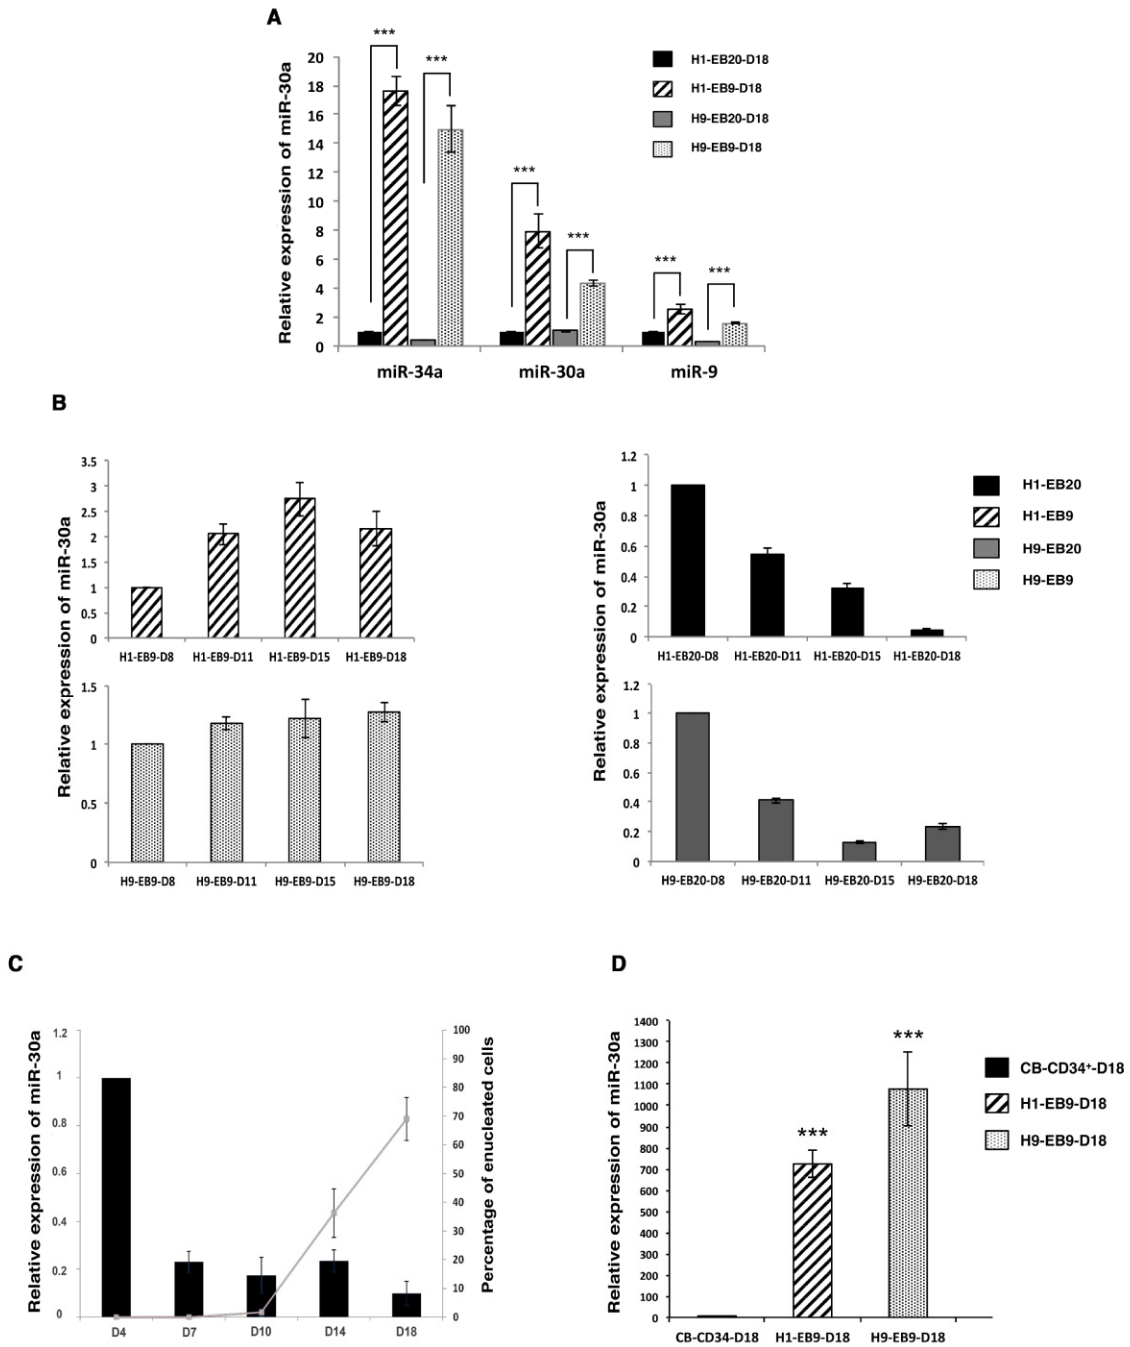 A
Relative expression of miR-30a
20
18
16
14
12
10
8
6
4
2
0
***
***
***
***
***
***
miR-34a
miR-30a
miR-9
H1-EB20-D18
H1-EB9-D18
H9-EB20-D18
H9-EB9-D18
B
Relative expression of miR-30a
3.5
3
2.5
2
1.5
1
0.5
0
H1-EB9-D8 H1-EB9-D11 H1-EB9-D15 H1-EB9-D18
1.5
1
0.5
0
H9-EB9-D8 H9-EB9-D11 H9-EB9-D15 H9-EB9-D18
Relative expression of miR-30a
1.2
1
0.8
0.6
0.4
0.2
0
H1-EB20-D8 H1-EB20-D11 H1-EB20-D15 H1-EB20-D18
1.2
1
0.8
0.6
0.4
0.2
0
H9-EB20-D8 H9-EB20-D11 H9-EB20-D15 H9-EB20-D18
H1-EB20
H1-EB9
H9-EB20
H9-EB9
C
Relative expression of miR-30a
1.2
1
0.8
0.6
0.4
0.2
0
D4 D7 D10 D14 D18
100
90
80
70
60
50
40
30
20
10
0
Percentage of enucleated cells
D
Relative expression of miR-30a
1400
1300
1200
1100
1000
900
800
700
600
500
400
300
200
100
0
***
***
CB-CD34-D18 H1-EB9-D18 H9-EB9-D18
CB-CD34⁺-D18
H1-EB9-D18
H9-EB9-D18